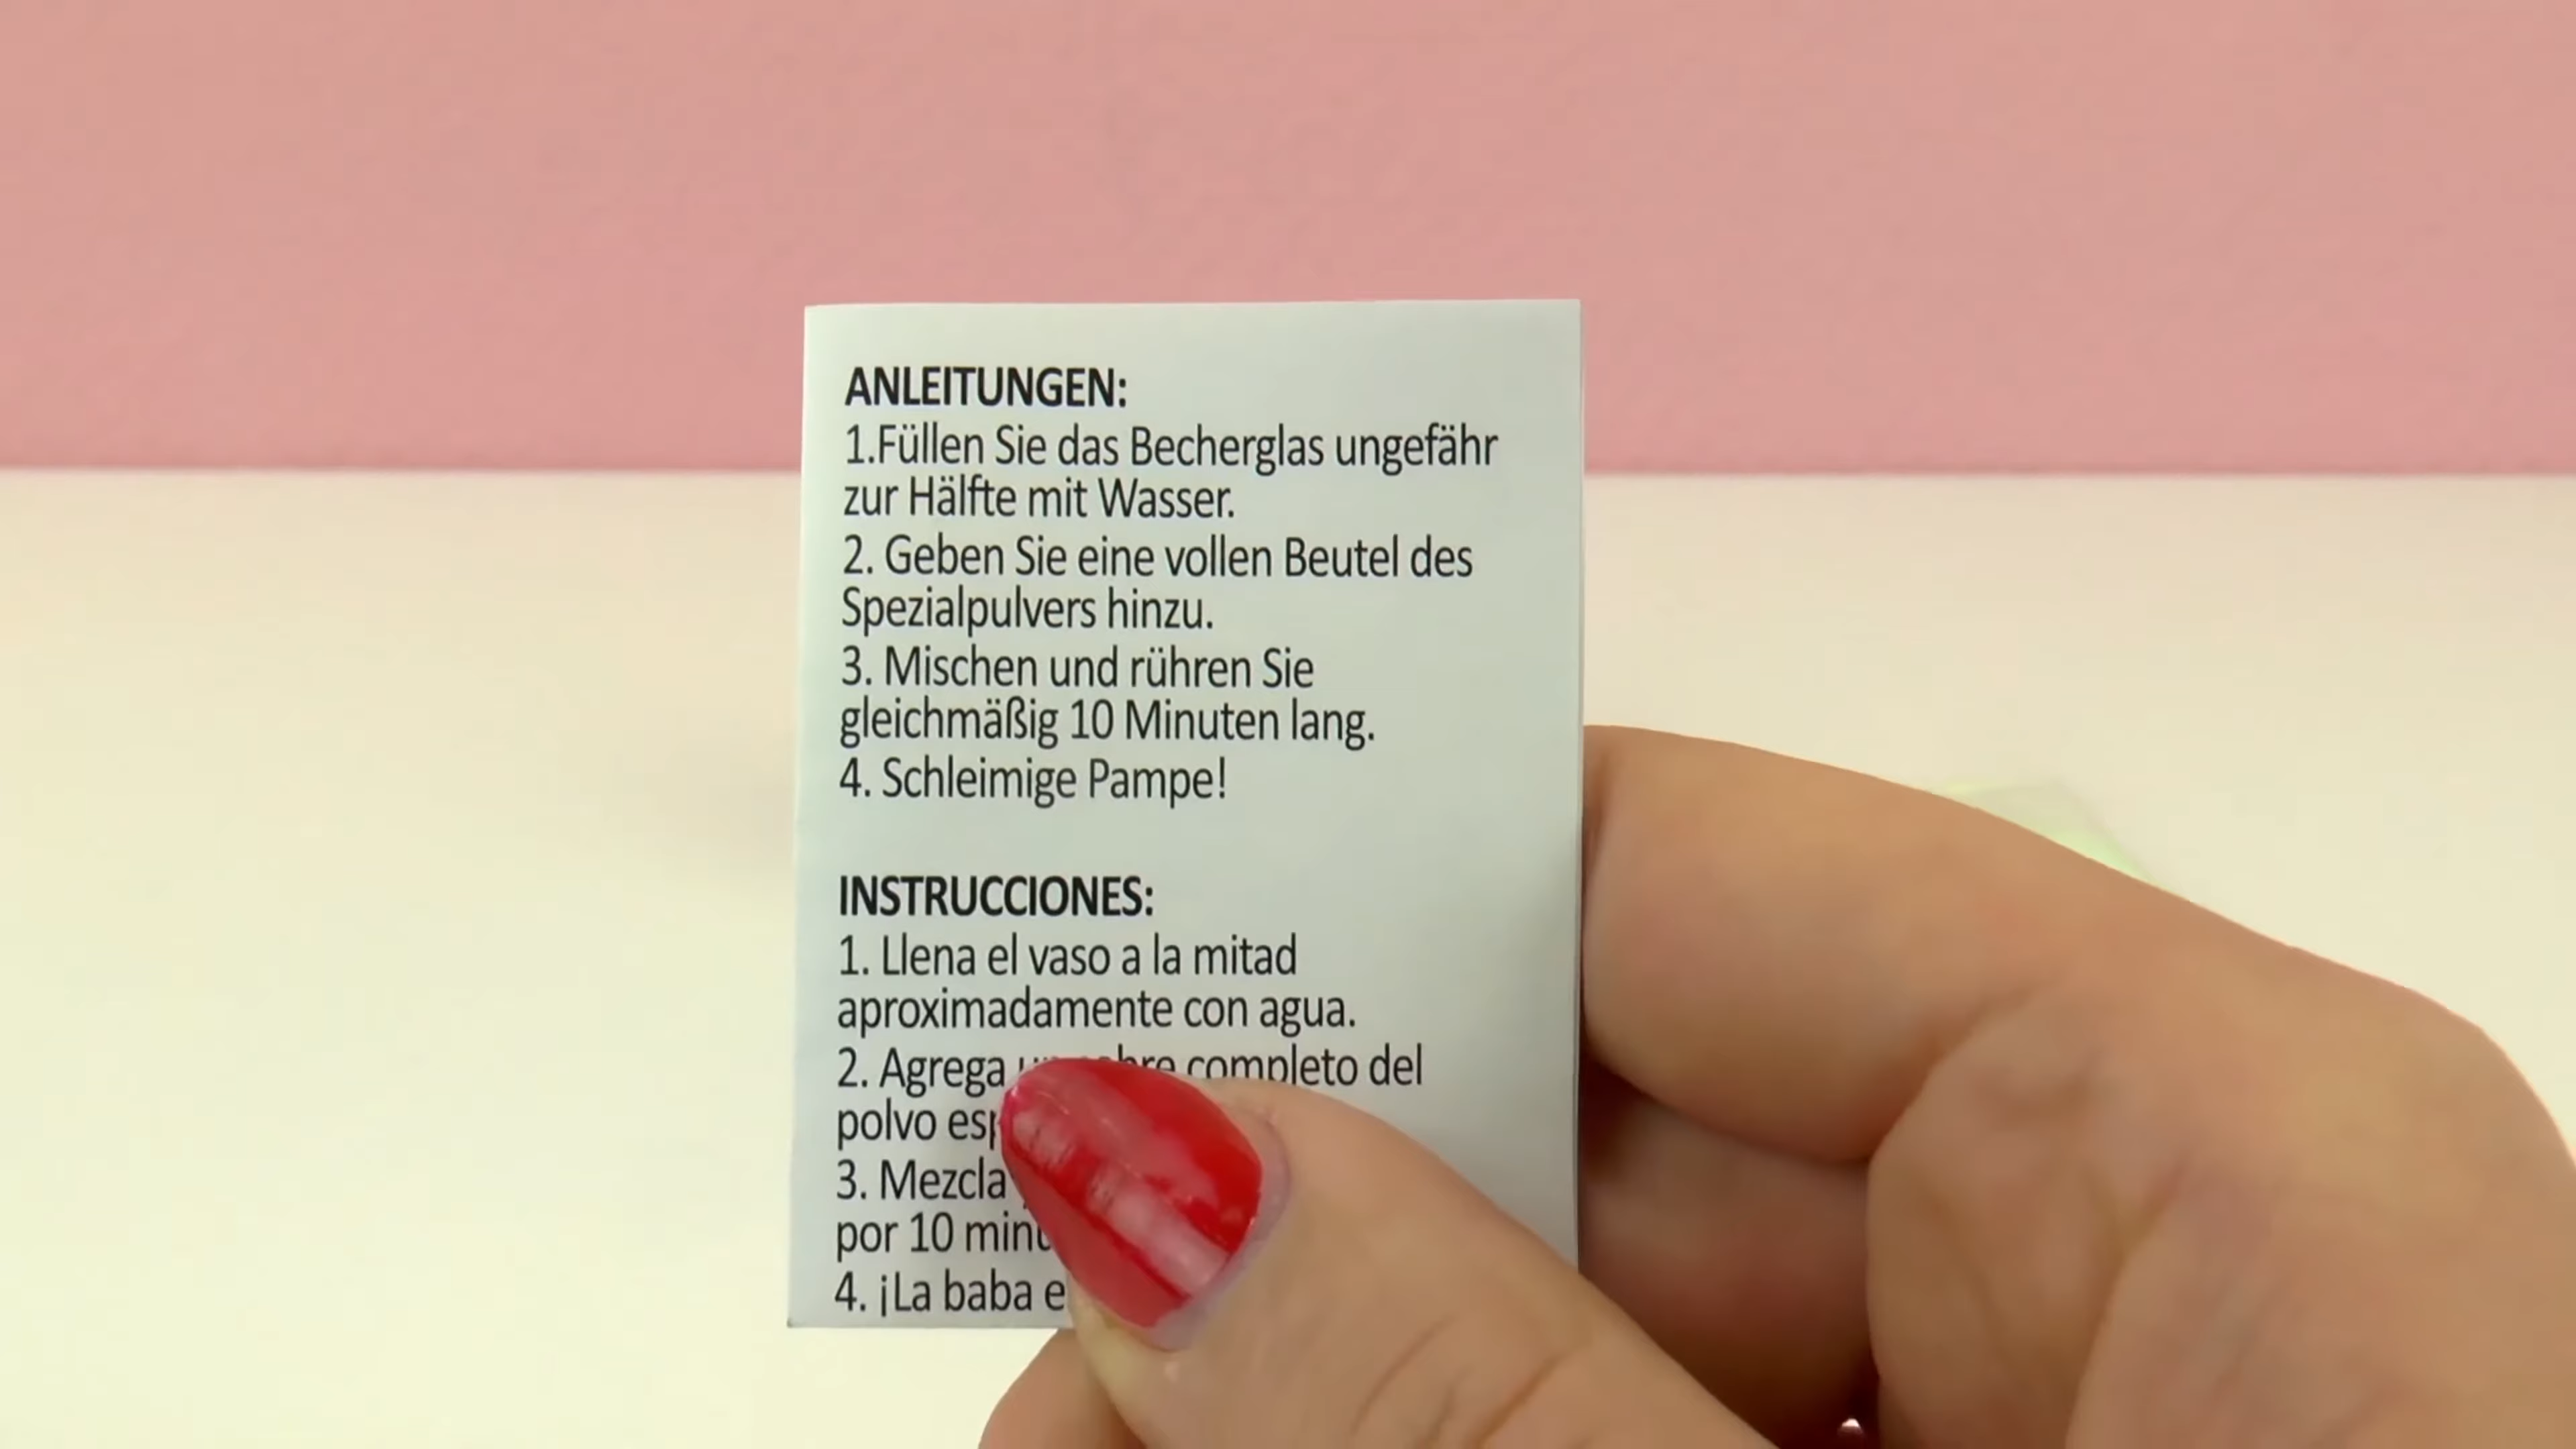 ANLEITUNGEN:
1.Füllen Sie das Becherglas ungefähr
zur Hälfte mit Wasser.
2. Geben Sie eine vollen Beutel des
Spezialpulvers hinzu.
3. Mischen und rühren Sie
gleichmäßig 10 Minuten lang.
4. Schleimige Pampe!
INSTRUCCIONES:
1. Llena el vaso a la mitad
aproximadamente con agua.
2. Agrega completo del
polvo
3. Mezcla
por 10
4. ¡La baba